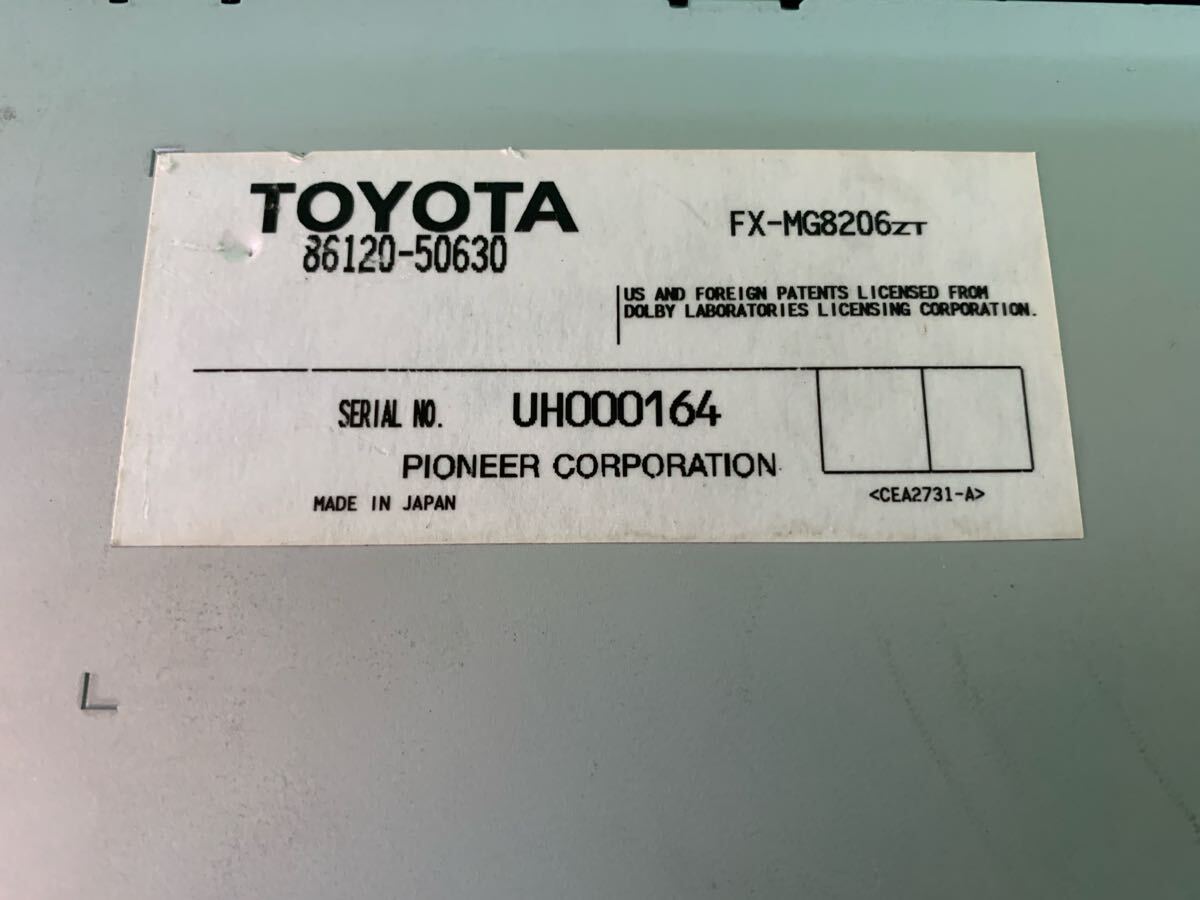 TOYOTA
86120-50630
FX-MG8206ZT
US AND FOREIGN PATENTS LICENSED FROM
DOLBY LABORATORIES LICENSING CORPORATION.
SERIAL NO. UH000164
PIONEER CORPORATION
MADE IN JAPAN
<CEA2731-A>